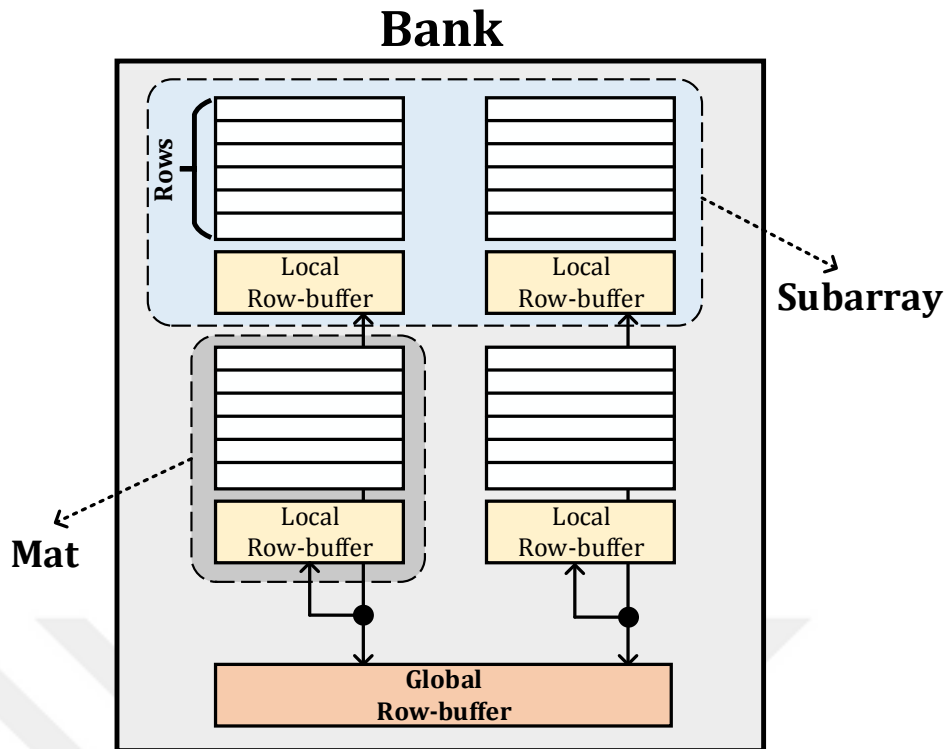 Bank
Rows
Local
Row-buffer
Local
Row-buffer
Subarray
Local
Row-buffer
Local
Row-buffer
Mat
Global
Row-buffer